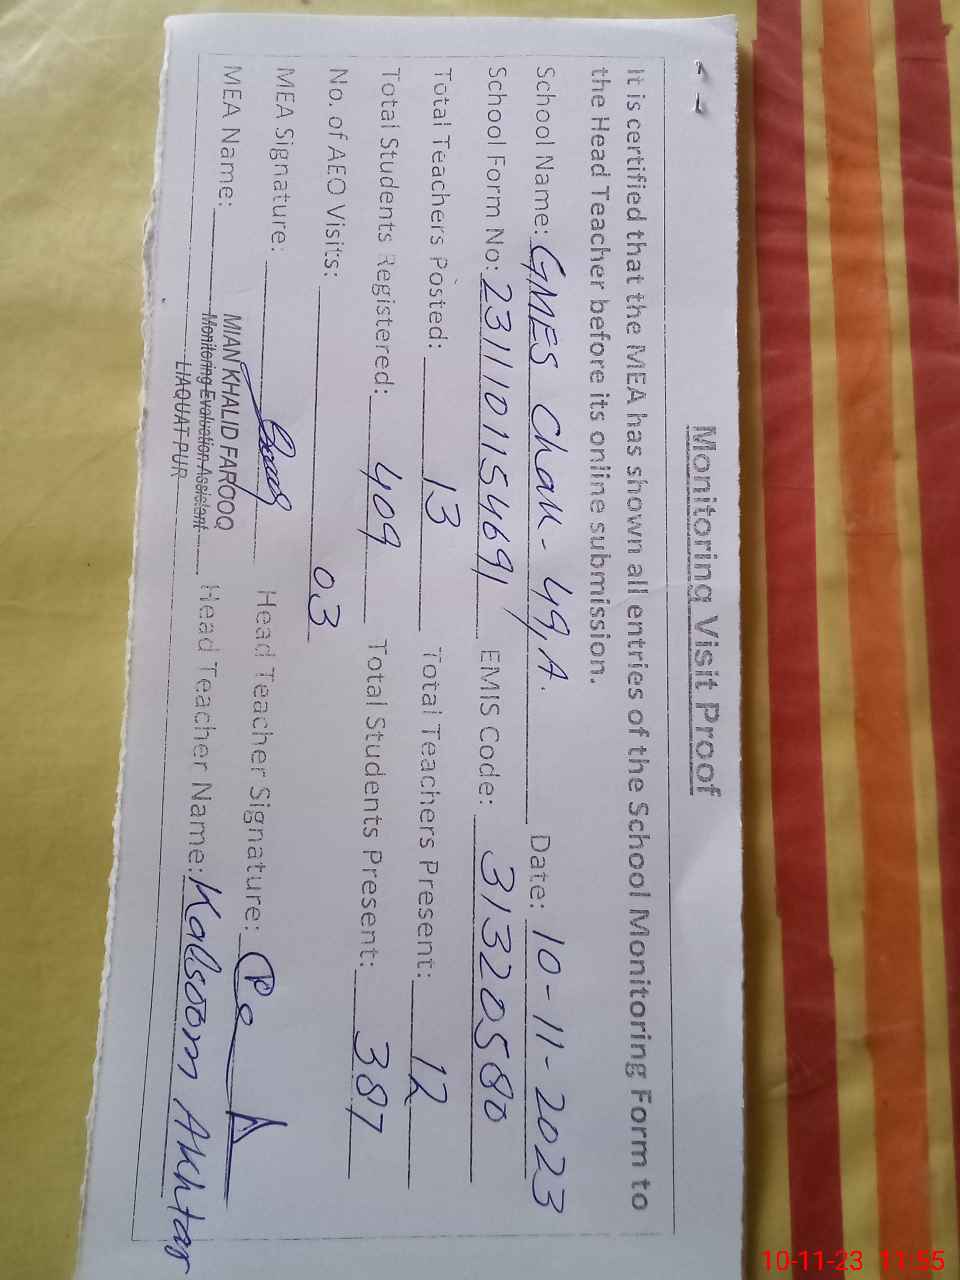 Monitoring Visit Proof
It is certified that the MEA has shown all entries of the School Monitoring Form to
the Head Teacher before its online submission.
School Name: GMES Chak-49,A. Date: 10-11-2023
School Form No: 2311101154691 EMIS Code: 31320580
Total Teachers Posted: 13 Total Teachers Present: 12
Total Students Registered: 409 Total Students Present: 387
No. of AEO Visits: 03
MEA Signature: Head Teacher Signature:
MEA Name: MIAN KHALID FAROOQ Head Teacher Name: Kalsoom Akhtar
Monitoring Evaluation Assistant
LIAQUAT PUR
10-11-23 11:55